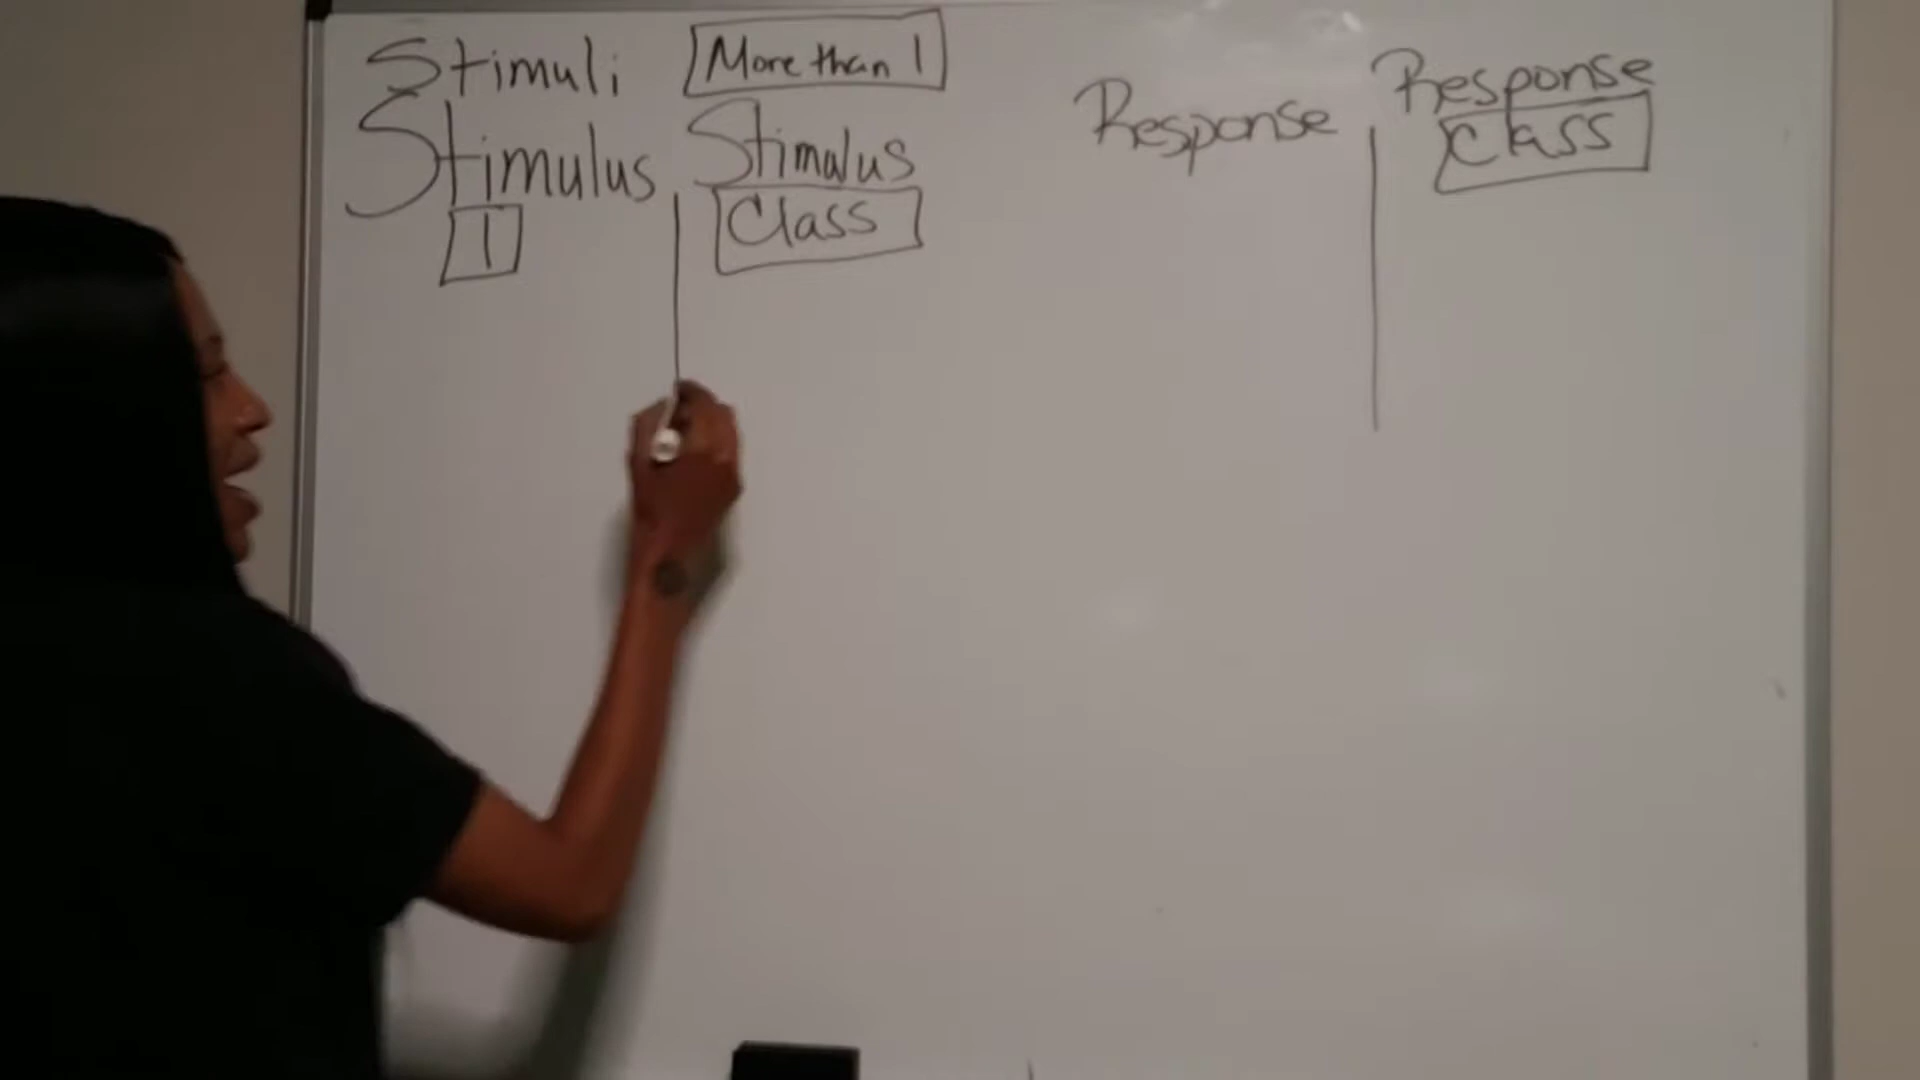 Stimuli More than 1
Stimulus
1
Stimulus
Class
Response
Response
Class